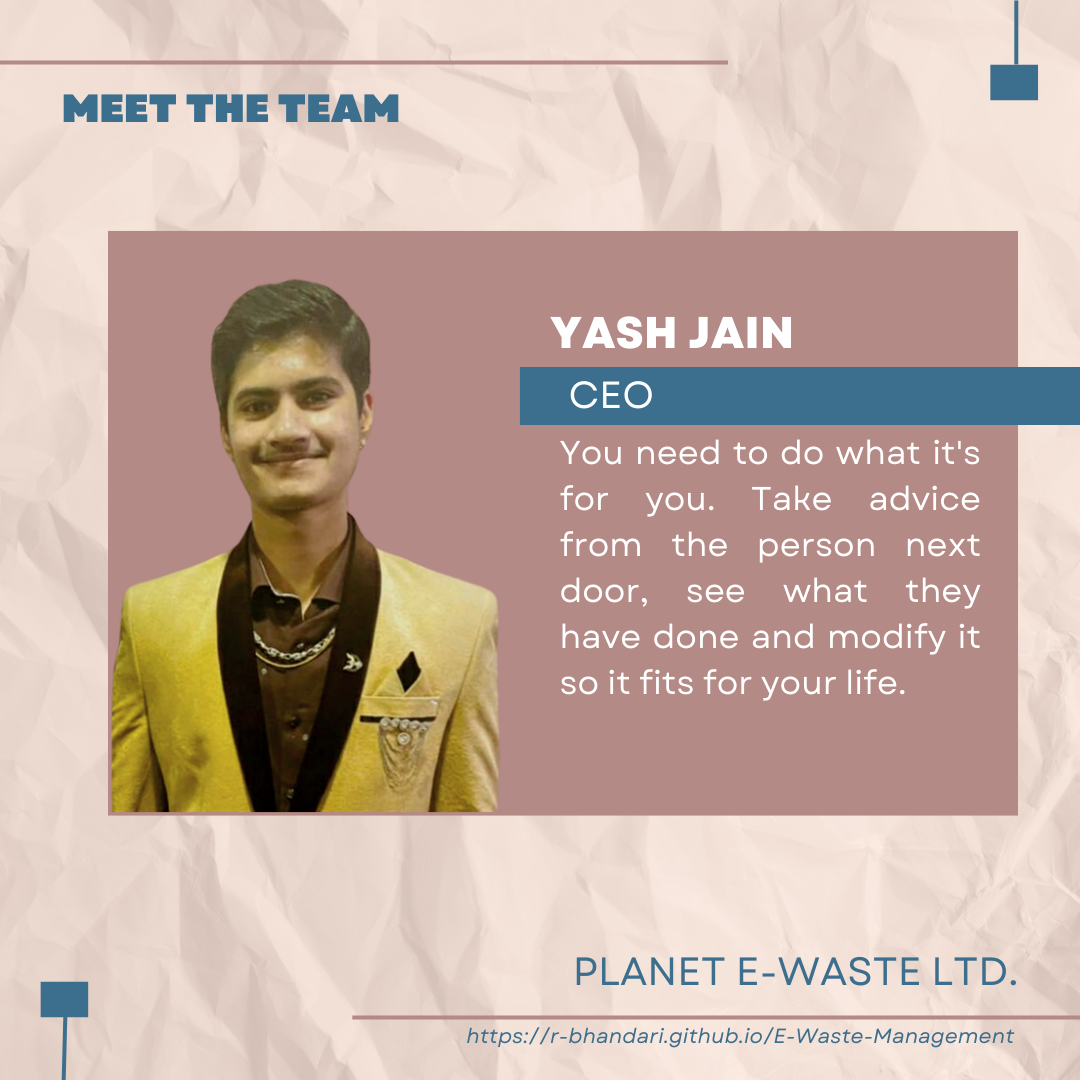 MEET THE TEAM
YASH JAIN
CEO
You need to do what it's
for you. Take advice
from the person next
door, see what they
have done and modify it
so it fits for your life.
PLANET E-WASTE LTD.
https://r-bhandari.github.io/E-Waste-Management